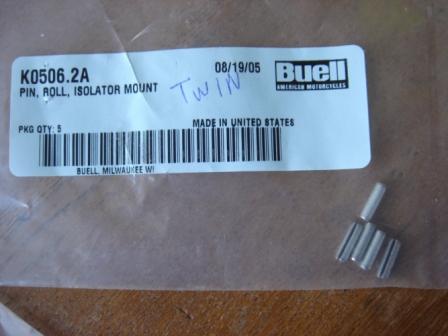 K0506.2A
08/19/05
Buell
AMERICAN MOTORCYCLES
PIN, ROLL, ISOLATOR MOUNT
TWIN
PKG QTY: 5
MADE IN UNITED STATES
BUELL, MILWAUKEE WI